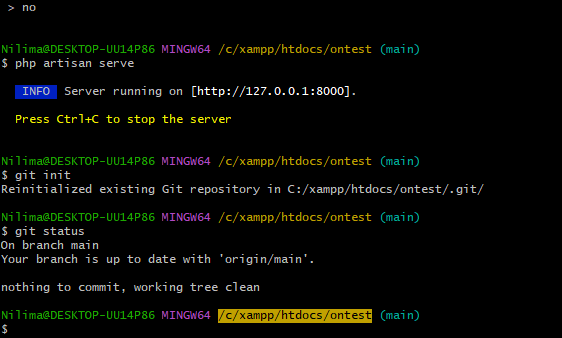 > no
Nilima@DESKTOP-UU14P86 MINGW64 /c/xampp/htdocs/ontest (main)
$ php artisan serve
INFO Server running on [http://127.0.0.1:8000].
Press Ctrl+C to stop the server
Nilima@DESKTOP-UU14P86 MINGW64 /c/xampp/htdocs/ontest (main)
$ git init
Reinitialized existing Git repository in C:/xampp/htdocs/ontest/.git/
Nilima@DESKTOP-UU14P86 MINGW64 /c/xampp/htdocs/ontest (main)
$ git status
On branch main
Your branch is up to date with 'origin/main'.
nothing to commit, working tree clean
Nilima@DESKTOP-UU14P86 MINGW64 /c/xampp/htdocs/ontest (main)
$